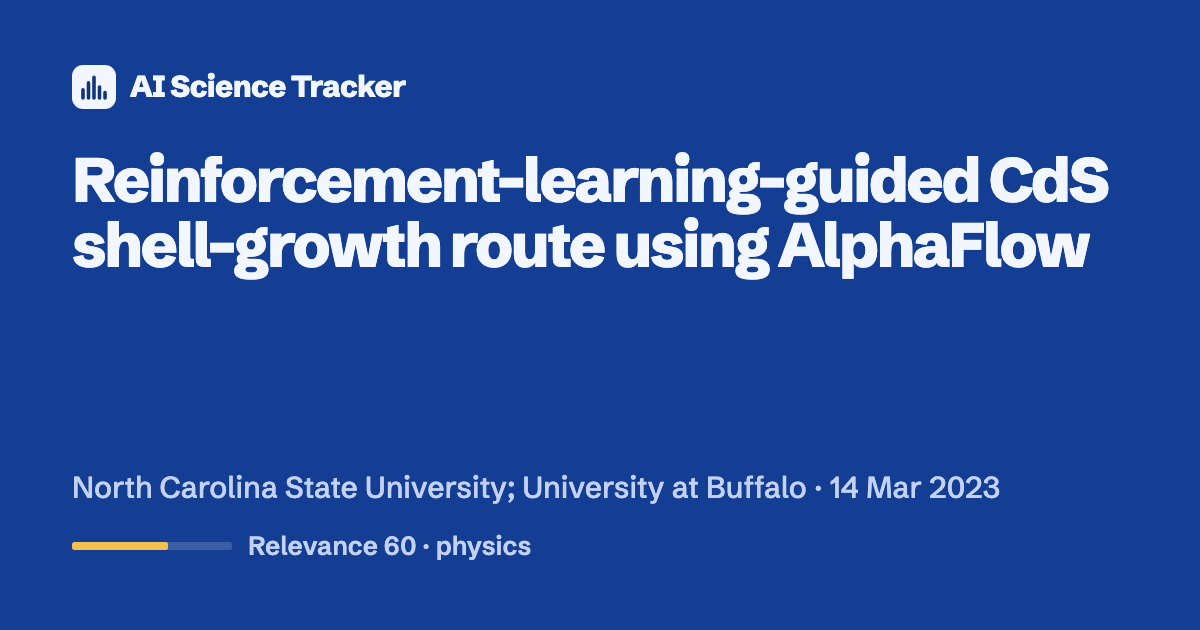 AI Science Tracker
Reinforcement-learning-guided CdS
shell-growth route using AlphaFlow
North Carolina State University; University at Buffalo · 14 Mar 2023
Relevance 60 · physics